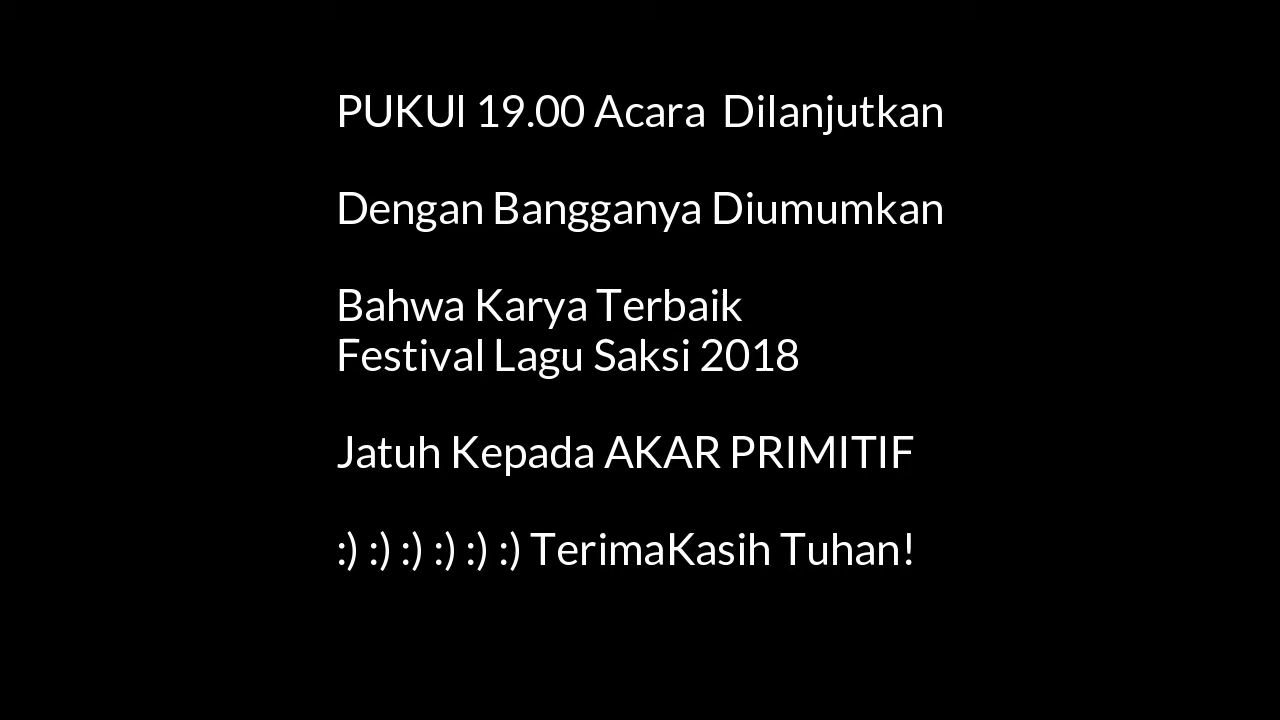 PUKUl 19.00 Acara  Dilanjutkan
Dengan Bangganya Diumumkan
Bahwa Karya Terbaik
Festival Lagu Saksi 2018
Jatuh Kepada AKAR PRIMITIF
:) :) :) :) :) :) TerimaKasih Tuhan!